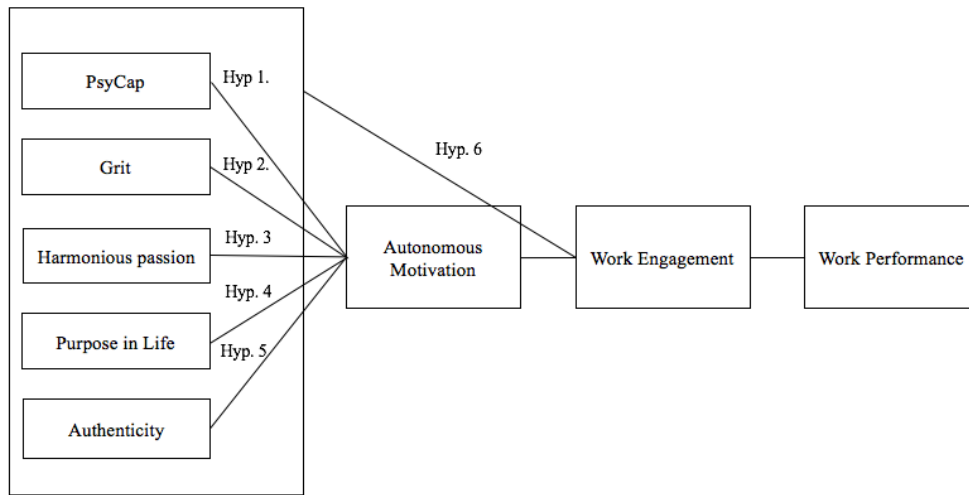 PsyCap
Hyp 1.
Grit
Hyp 2.
Hyp. 6
Harmonious passion
Hyp. 3
Autonomous
Motivation
Work Engagement
Work Performance
Hyp. 4
Purpose in Life
Hyp. 5
Authenticity